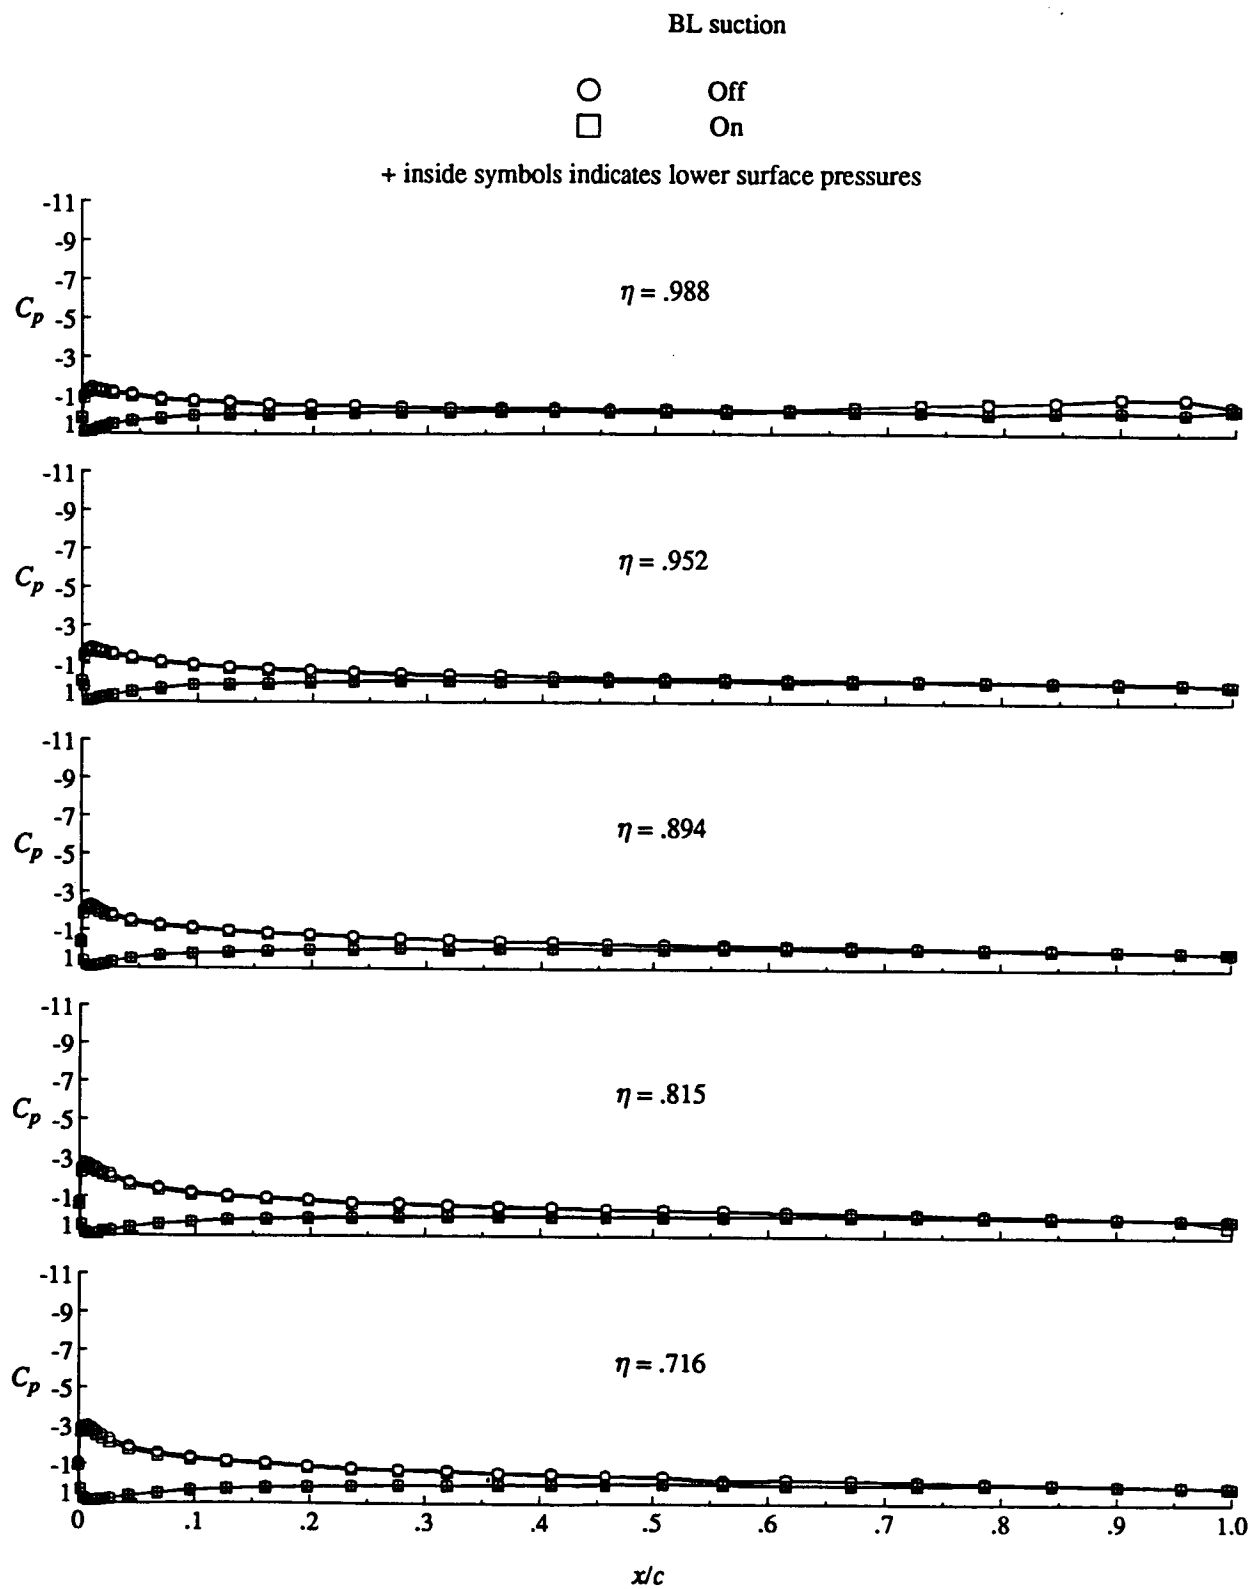 BL suction
Off
On
+ inside symbols indicates lower surface pressures
-11
-9
-7
Cp -5
-3
-1
1
η = .988
-11
-9
-7
Cp -5
-3
-1
1
η = .952
-11
-9
-7
Cp -5
-3
-1
1
η = .894
-11
-9
-7
Cp -5
-3
-1
1
η = .815
-11
-9
-7
Cp -5
-3
-1
1
η = .716
0 .1 .2 .3 .4 .5 .6 .7 .8 .9 1.0
x/c